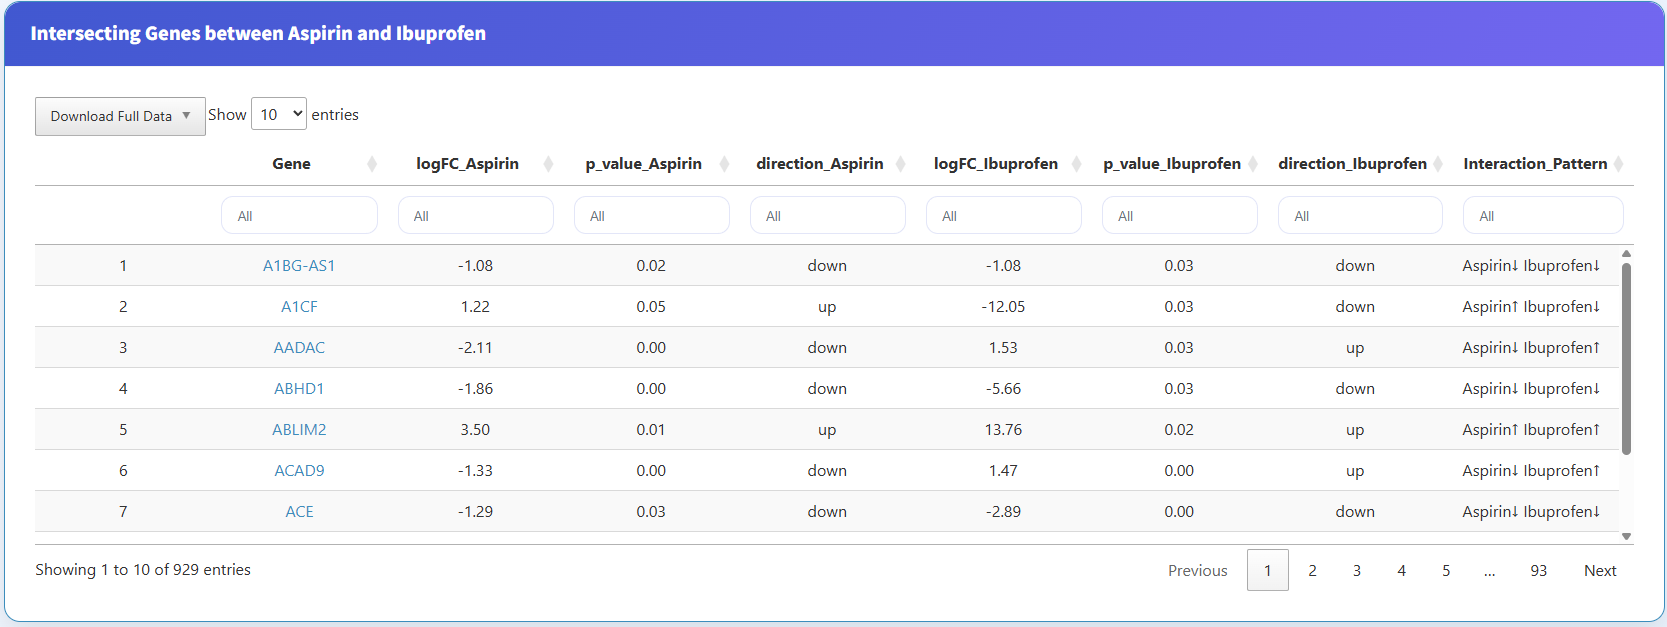 Intersecting Genes between Aspirin and Ibuprofen
Download Full Data ▼ Show 10 entries
Gene logFC_Aspirin p_value_Aspirin direction_Aspirin logFC_Ibuprofen p_value_Ibuprofen direction_Ibuprofen Interaction_Pattern
All All All All All All All All
1 A1BG-AS1 -1.08 0.02 down -1.08 0.03 down Aspirin↓ Ibuprofen↓
2 A1CF 1.22 0.05 up -12.05 0.03 down Aspirin↑ Ibuprofen↓
3 AADAC -2.11 0.00 down 1.53 0.03 up Aspirin↓ Ibuprofen↑
4 ABHD1 -1.86 0.00 down -5.66 0.03 down Aspirin↓ Ibuprofen↓
5 ABLIM2 3.50 0.01 up 13.76 0.02 up Aspirin↑ Ibuprofen↑
6 ACAD9 -1.33 0.00 down 1.47 0.00 up Aspirin↓ Ibuprofen↑
7 ACE -1.29 0.03 down -2.89 0.00 down Aspirin↓ Ibuprofen↓
Showing 1 to 10 of 929 entries Previous 1 2 3 4 5 ... 93 Next